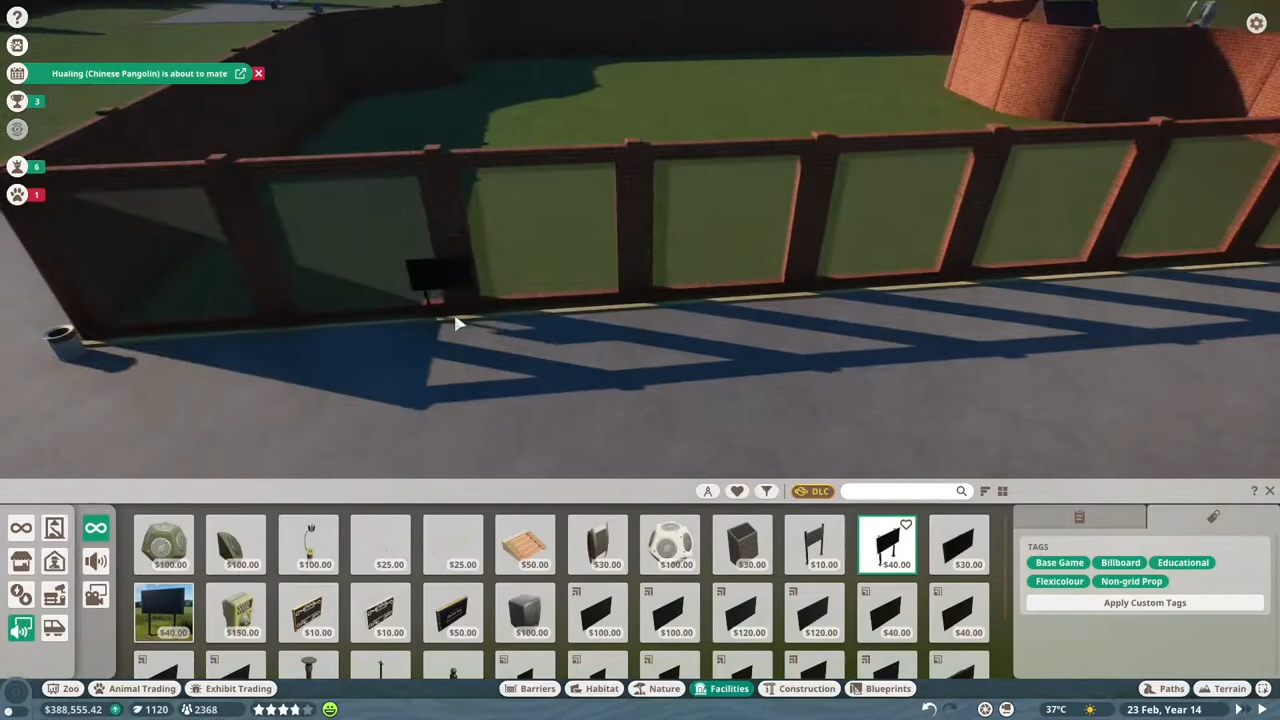 ?
Hualing (Chinese Pangolin) is about to mate
3
6
1
DLC
?
$100.00 $100.00 $100.00 $25.00 $25.00 $50.00 $30.00 $100.00 $30.00 $10.00 $40.00 $30.00
TAGS
Base Game Billboard Educational
Flexicolour Non-grid Prop
Apply Custom Tags
$40.00 $150.00 $10.00 $10.00 $50.00 $100.00 $100.00 $100.00 $120.00 $120.00 $40.00 $40.00
Zoo Animal Trading Exhibit Trading Barriers Habitat Nature Facilities Construction Blueprints Paths Terrain
$388,555.42 1120 2368 37°C 23 Feb, Year 14